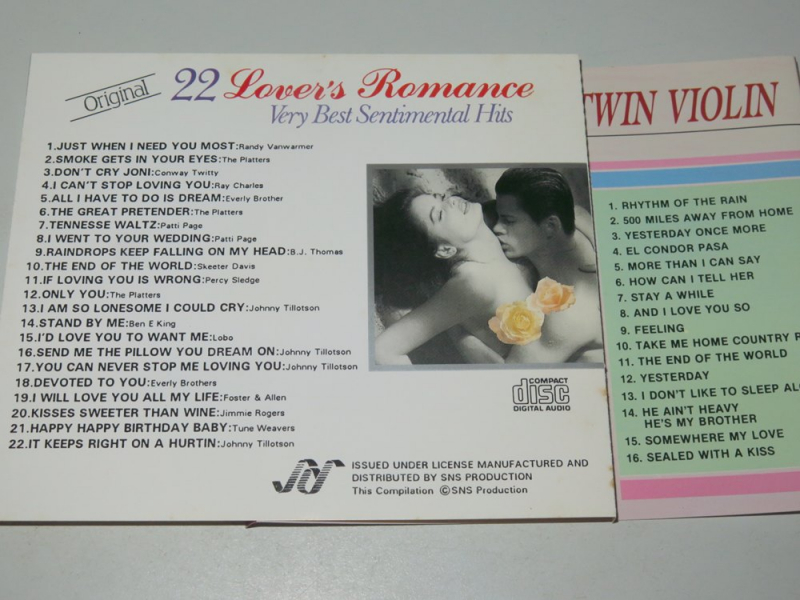 Original
22 Lover's Romance
Very Best Sentimental Hits
1.JUST WHEN I NEED YOU MOST:Randy Vanwarmer
2.SMOKE GETS IN YOUR EYES:The Platters
3.DON'T CRY JONI:Conway Twitty
4.I CAN'T STOP LOVING YOU:Ray Charles
5.ALL I HAVE TO DO IS DREAM:Everly Brother
6.THE GREAT PRETENDER:The Platters
7.TENNESSE WALTZ:Patti Page
8.I WENT TO YOUR WEDDING:Patti Page
9.RAINDROPS KEEP FALLING ON MY HEAD:B.J. Thomas
10.THE END OF THE WORLD:Skeeter Davis
11.IF LOVING YOU IS WRONG:Percy Sledge
12.ONLY YOU:The Platters
13.I AM SO LONESOME I COULD CRY:Johnny Tillotson
14.STAND BY ME:Ben E King
15.I'D LOVE YOU TO WANT ME:Lobo
16.SEND ME THE PILLOW YOU DREAM ON:Johnny Tillotson
17.YOU CAN NEVER STOP ME LOVING YOU:Johnny Tillotson
18.DEVOTED TO YOU:Everly Brothers
19.I WILL LOVE YOU ALL MY LIFE:Foster & Allen
20.KISSES SWEETER THAN WINE:Jimmie Rogers
21.HAPPY HAPPY BIRTHDAY BABY:Tune Weavers
22.IT KEEPS RIGHT ON A HURTIN:Johnny Tillotson
COMPACT
disc
DIGITAL AUDIO
ISSUED UNDER LICENSE MANUFACTURED AND
DISTRIBUTED BY SNS PRODUCTION
This Compilation ©SNS Production
TWIN VIOLIN
1. RHYTHM OF THE RAIN
2. 500 MILES AWAY FROM HOME
3. YESTERDAY ONCE MORE
4. EL CONDOR PASA
5. MORE THAN I CAN SAY
6. HOW CAN I TELL HER
7. STAY A WHILE
8. AND I LOVE YOU SO
9. FEELING
10. TAKE ME HOME COUNTRY R
11. THE END OF THE WORLD
12. YESTERDAY
13. I DON'T LIKE TO SLEEP AL
14. HE AIN'T HEAVY
HE'S MY BROTHER
15. SOMEWHERE MY LOVE
16. SEALED WITH A KISS